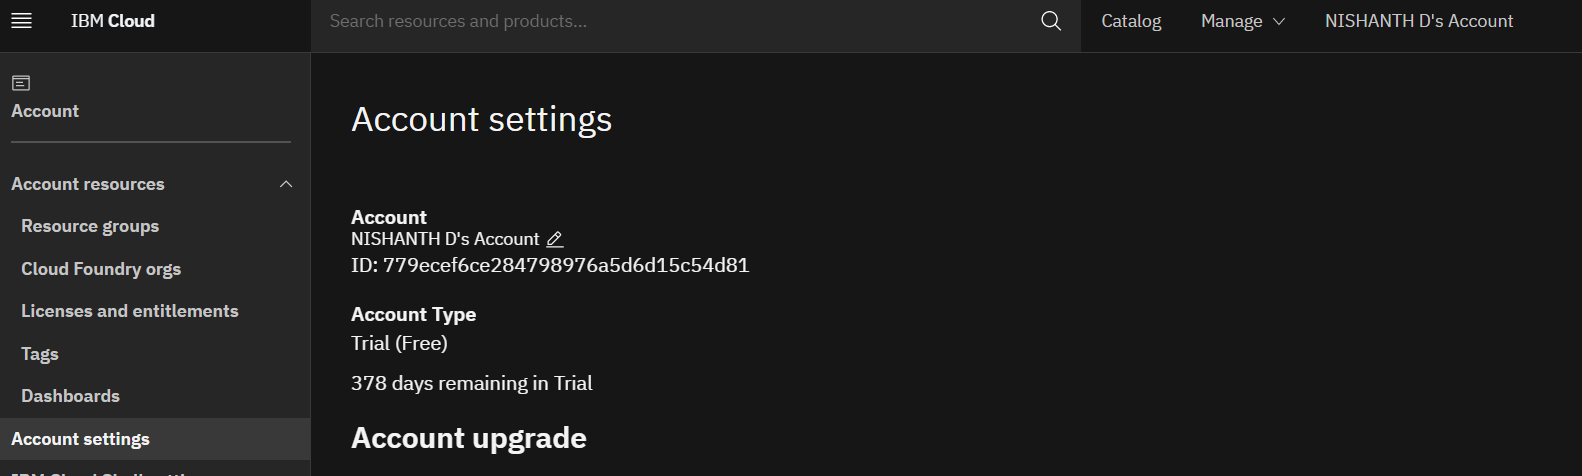 IBM Cloud
Search resources and products...
Catalog
Manage
NISHANTH D's Account
Account
Account resources
Resource groups
Cloud Foundry orgs
Licenses and entitlements
Tags
Dashboards
Account settings
Account settings
Account
NISHANTH D's Account
ID: 779ecef6ce284798976a5d6d15c54d81
Account Type
Trial (Free)
378 days remaining in Trial
Account upgrade